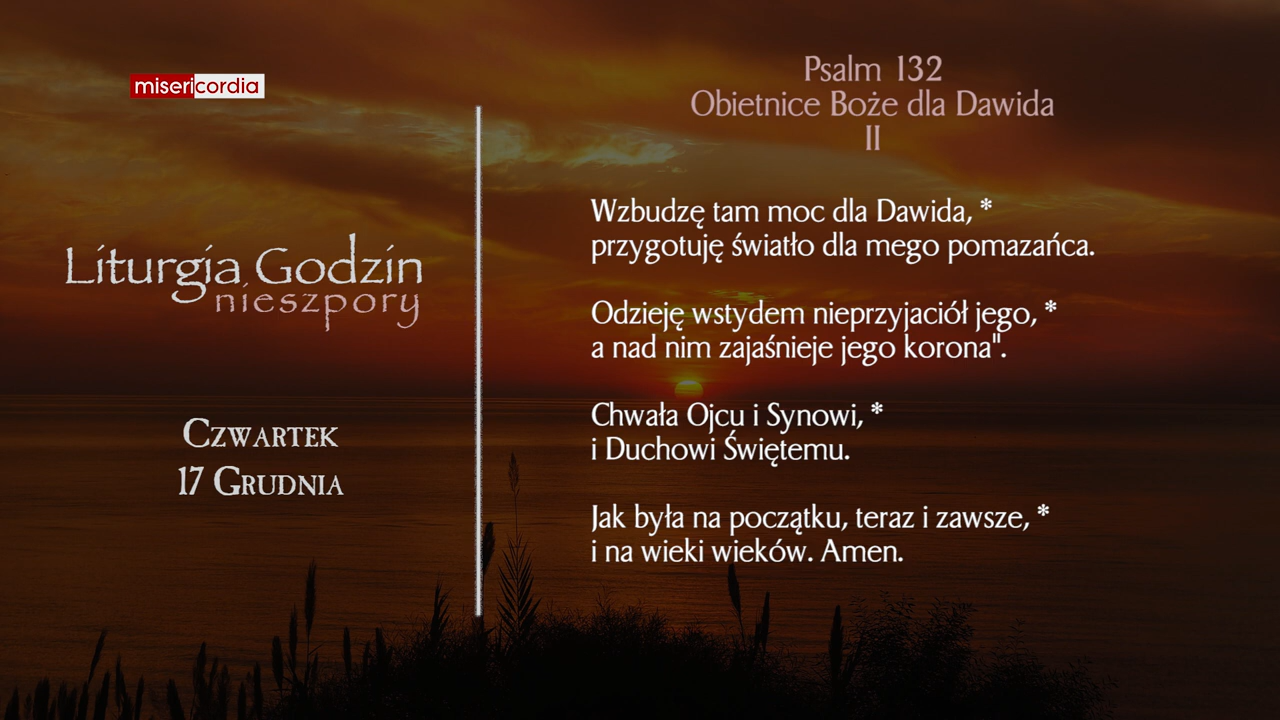 misericordia
Liturgia Godzin
nieszpory
Czwartek
17 Grudnia
Psalm 132
Obietnice Boże dla Dawida
II
Wzbudzę tam moc dla Dawida, *
przygotuję światło dla mego pomazańca.
Odzieję wstydem nieprzyjaciół jego, *
a nad nim zajaśnieje jego korona".
Chwała Ojcu i Synowi, *
i Duchowi Świętemu.
Jak była na początku, teraz i zawsze, *
i na wieki wieków. Amen.